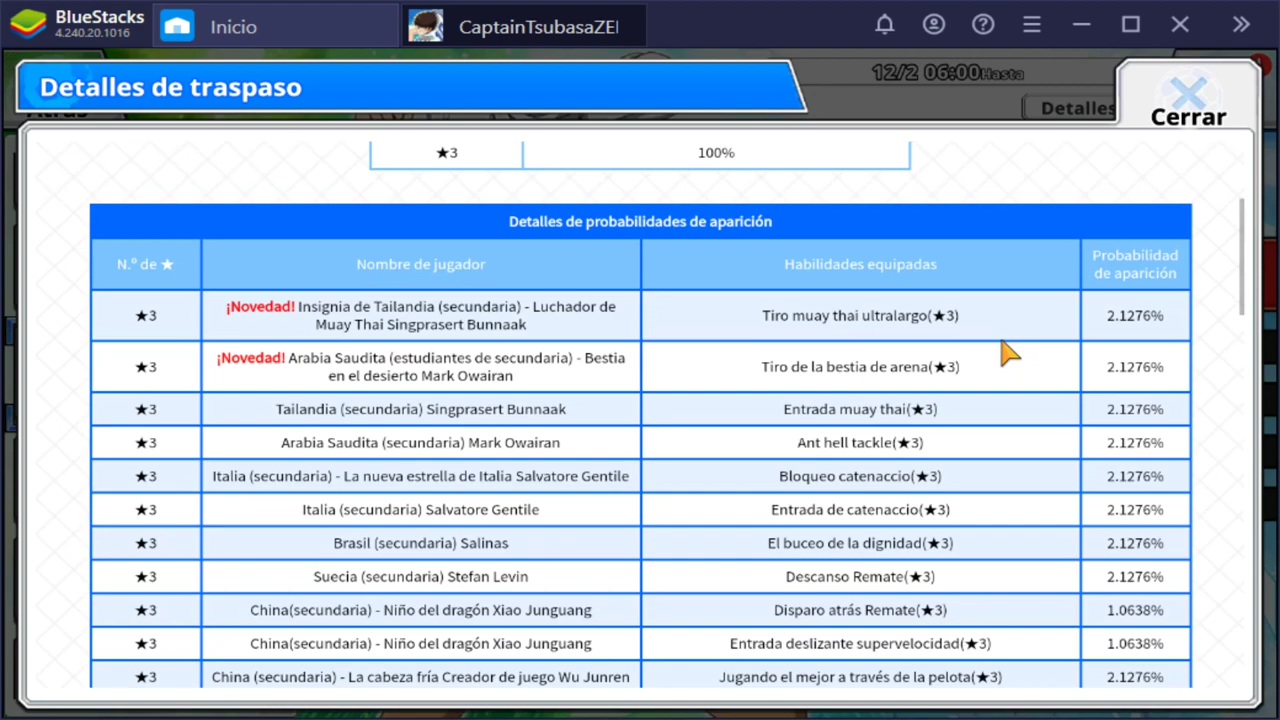 BlueStacks
4.240.20.1016
Inicio
CaptainTsubasaZEI
Detalles de traspaso
12/2 06:00Hasta
Atrás
Detalles
Cerrar
★3 100%
Detalles de probabilidades de aparición
N.º de ★ Nombre de jugador Habilidades equipadas Probabilidad
de aparición
★3 ¡Novedad! Insignia de Tailandia (secundaria) - Luchador de
Muay Thai Singprasert Bunnaak Tiro muay thai ultralargo(★3) 2.1276%
★3 ¡Novedad! Arabia Saudita (estudiantes de secundaria) - Bestia
en el desierto Mark Owairan Tiro de la bestia de arena(★3) 2.1276%
★3 Tailandia (secundaria) Singprasert Bunnaak Entrada muay thai(★3) 2.1276%
★3 Arabia Saudita (secundaria) Mark Owairan Ant hell tackle(★3) 2.1276%
★3 Italia (secundaria) - La nueva estrella de Italia Salvatore Gentile Bloqueo catenaccio(★3) 2.1276%
★3 Italia (secundaria) Salvatore Gentile Entrada de catenaccio(★3) 2.1276%
★3 Brasil (secundaria) Salinas El buceo de la dignidad(★3) 2.1276%
★3 Suecia (secundaria) Stefan Levin Descanso Remate(★3) 2.1276%
★3 China(secundaria) - Niño del dragón Xiao Junguang Disparo atrás Remate(★3) 1.0638%
★3 China(secundaria) - Niño del dragón Xiao Junguang Entrada deslizante supervelocidad(★3) 1.0638%
★3 China (secundaria) - La cabeza fría Creador de juego Wu Junren Jugando el mejor a través de la pelota(★3) 2.1276%